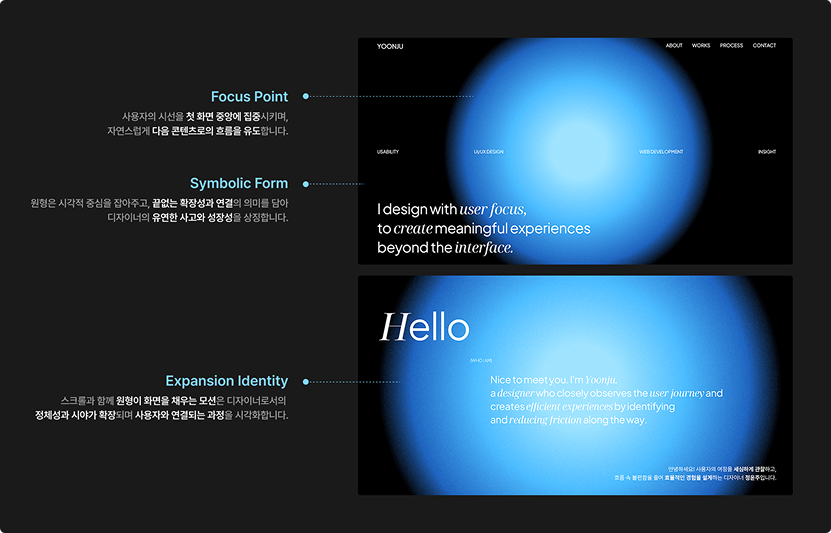 Focus Point
사용자의 시선을 첫 화면 중앙에 집중시키며,
자연스럽게 다음 콘텐츠로의 흐름을 유도합니다.
Symbolic Form
원형은 시각적 중심을 잡아주고, 끝없는 확장성과 연결의 의미를 담아
디자이너의 유연한 사고와 성장성을 상징합니다.
Expansion Identity
스크롤과 함께 원형이 화면을 채우는 모션은 디자이너로서의
정체성과 시야가 확장되며 사용자와 연결되는 과정을 시각화합니다.
YOONJU
ABOUT WORKS PROCESS CONTACT
USABILITY UI/UX DESIGN WEB DEVELOPMENT INSIGHT
I design with user focus,
to create meaningful experiences
beyond the interface.
Hello
(WHO I AM)
Nice to meet you. I'm Yoonju.
a designer who closely observes the user journey and
creates efficient experiences by identifying
and reducing friction along the way.
안녕하세요! 사용자의 여정을 세심하게 관찰하고,
흐름 속 불편함을 줄여 효율적인 경험을 설계하는 디자이너 정윤주입니다.